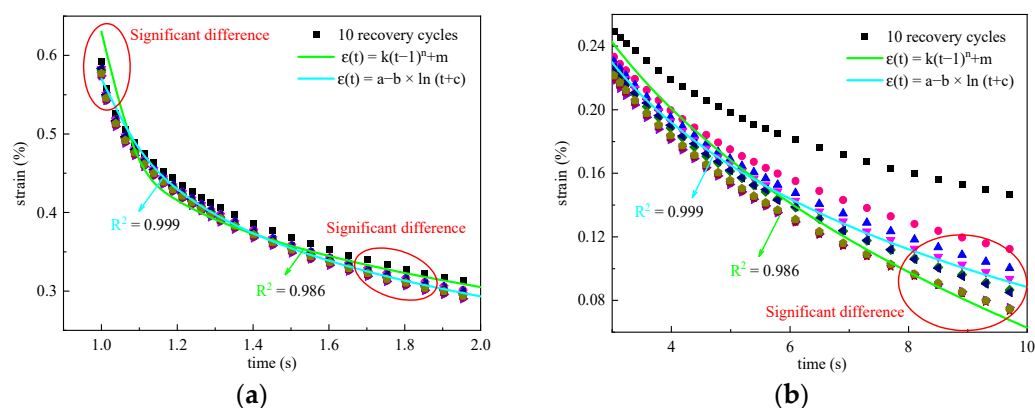 0.6
0.5
0.4
0.3
strain (%)
1.0 1.2 1.4 1.6 1.8 2.0
time (s)
Significant difference
10 recovery cycles
ε(t) = k(t−1)ⁿ+m
ε(t) = a−b × ln (t+c)
R² = 0.999
Significant difference
R² = 0.986
(a)
0.24
0.20
0.16
0.12
0.08
strain (%)
4 6 8 10
time (s)
10 recovery cycles
ε(t) = k(t−1)ⁿ+m
ε(t) = a−b × ln (t+c)
R² = 0.999
R² = 0.986
Significant difference
(b)